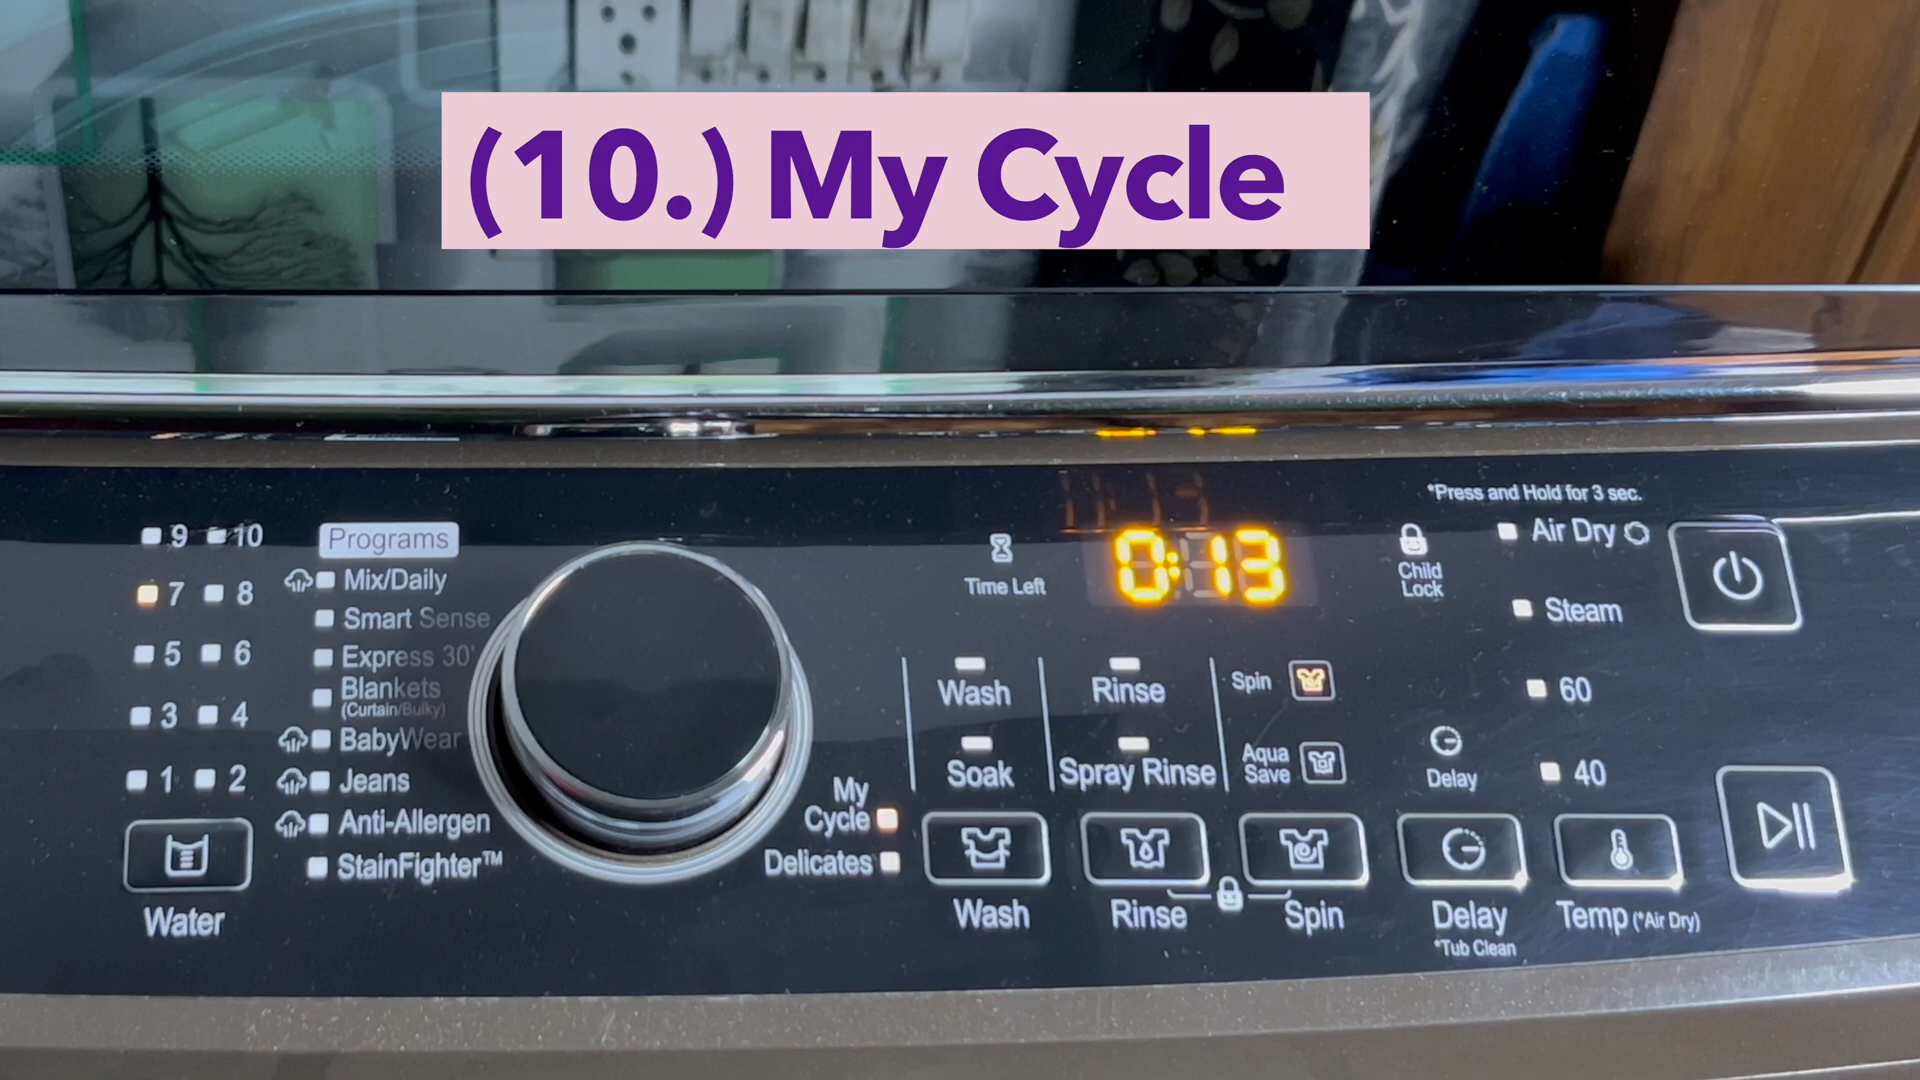 (10.) My Cycle
*Press and Hold for 3 sec.
9 10
Programs
7 8
5 6
3 4
1 2
Water
Mix/Daily
Smart Sense
Express 30'
Blankets
(Curtain/Bulky)
BabyWear
Jeans
Anti-Allergen
StainFighter™
My
Cycle
Delicates
Time Left
0:13
Child
Lock
Air Dry
Steam
60
40
Wash
Soak
Rinse
Spray Rinse
Spin
Aqua
Save
Delay
Wash
Rinse
Spin
Delay
*Tub Clean
Temp (*Air Dry)